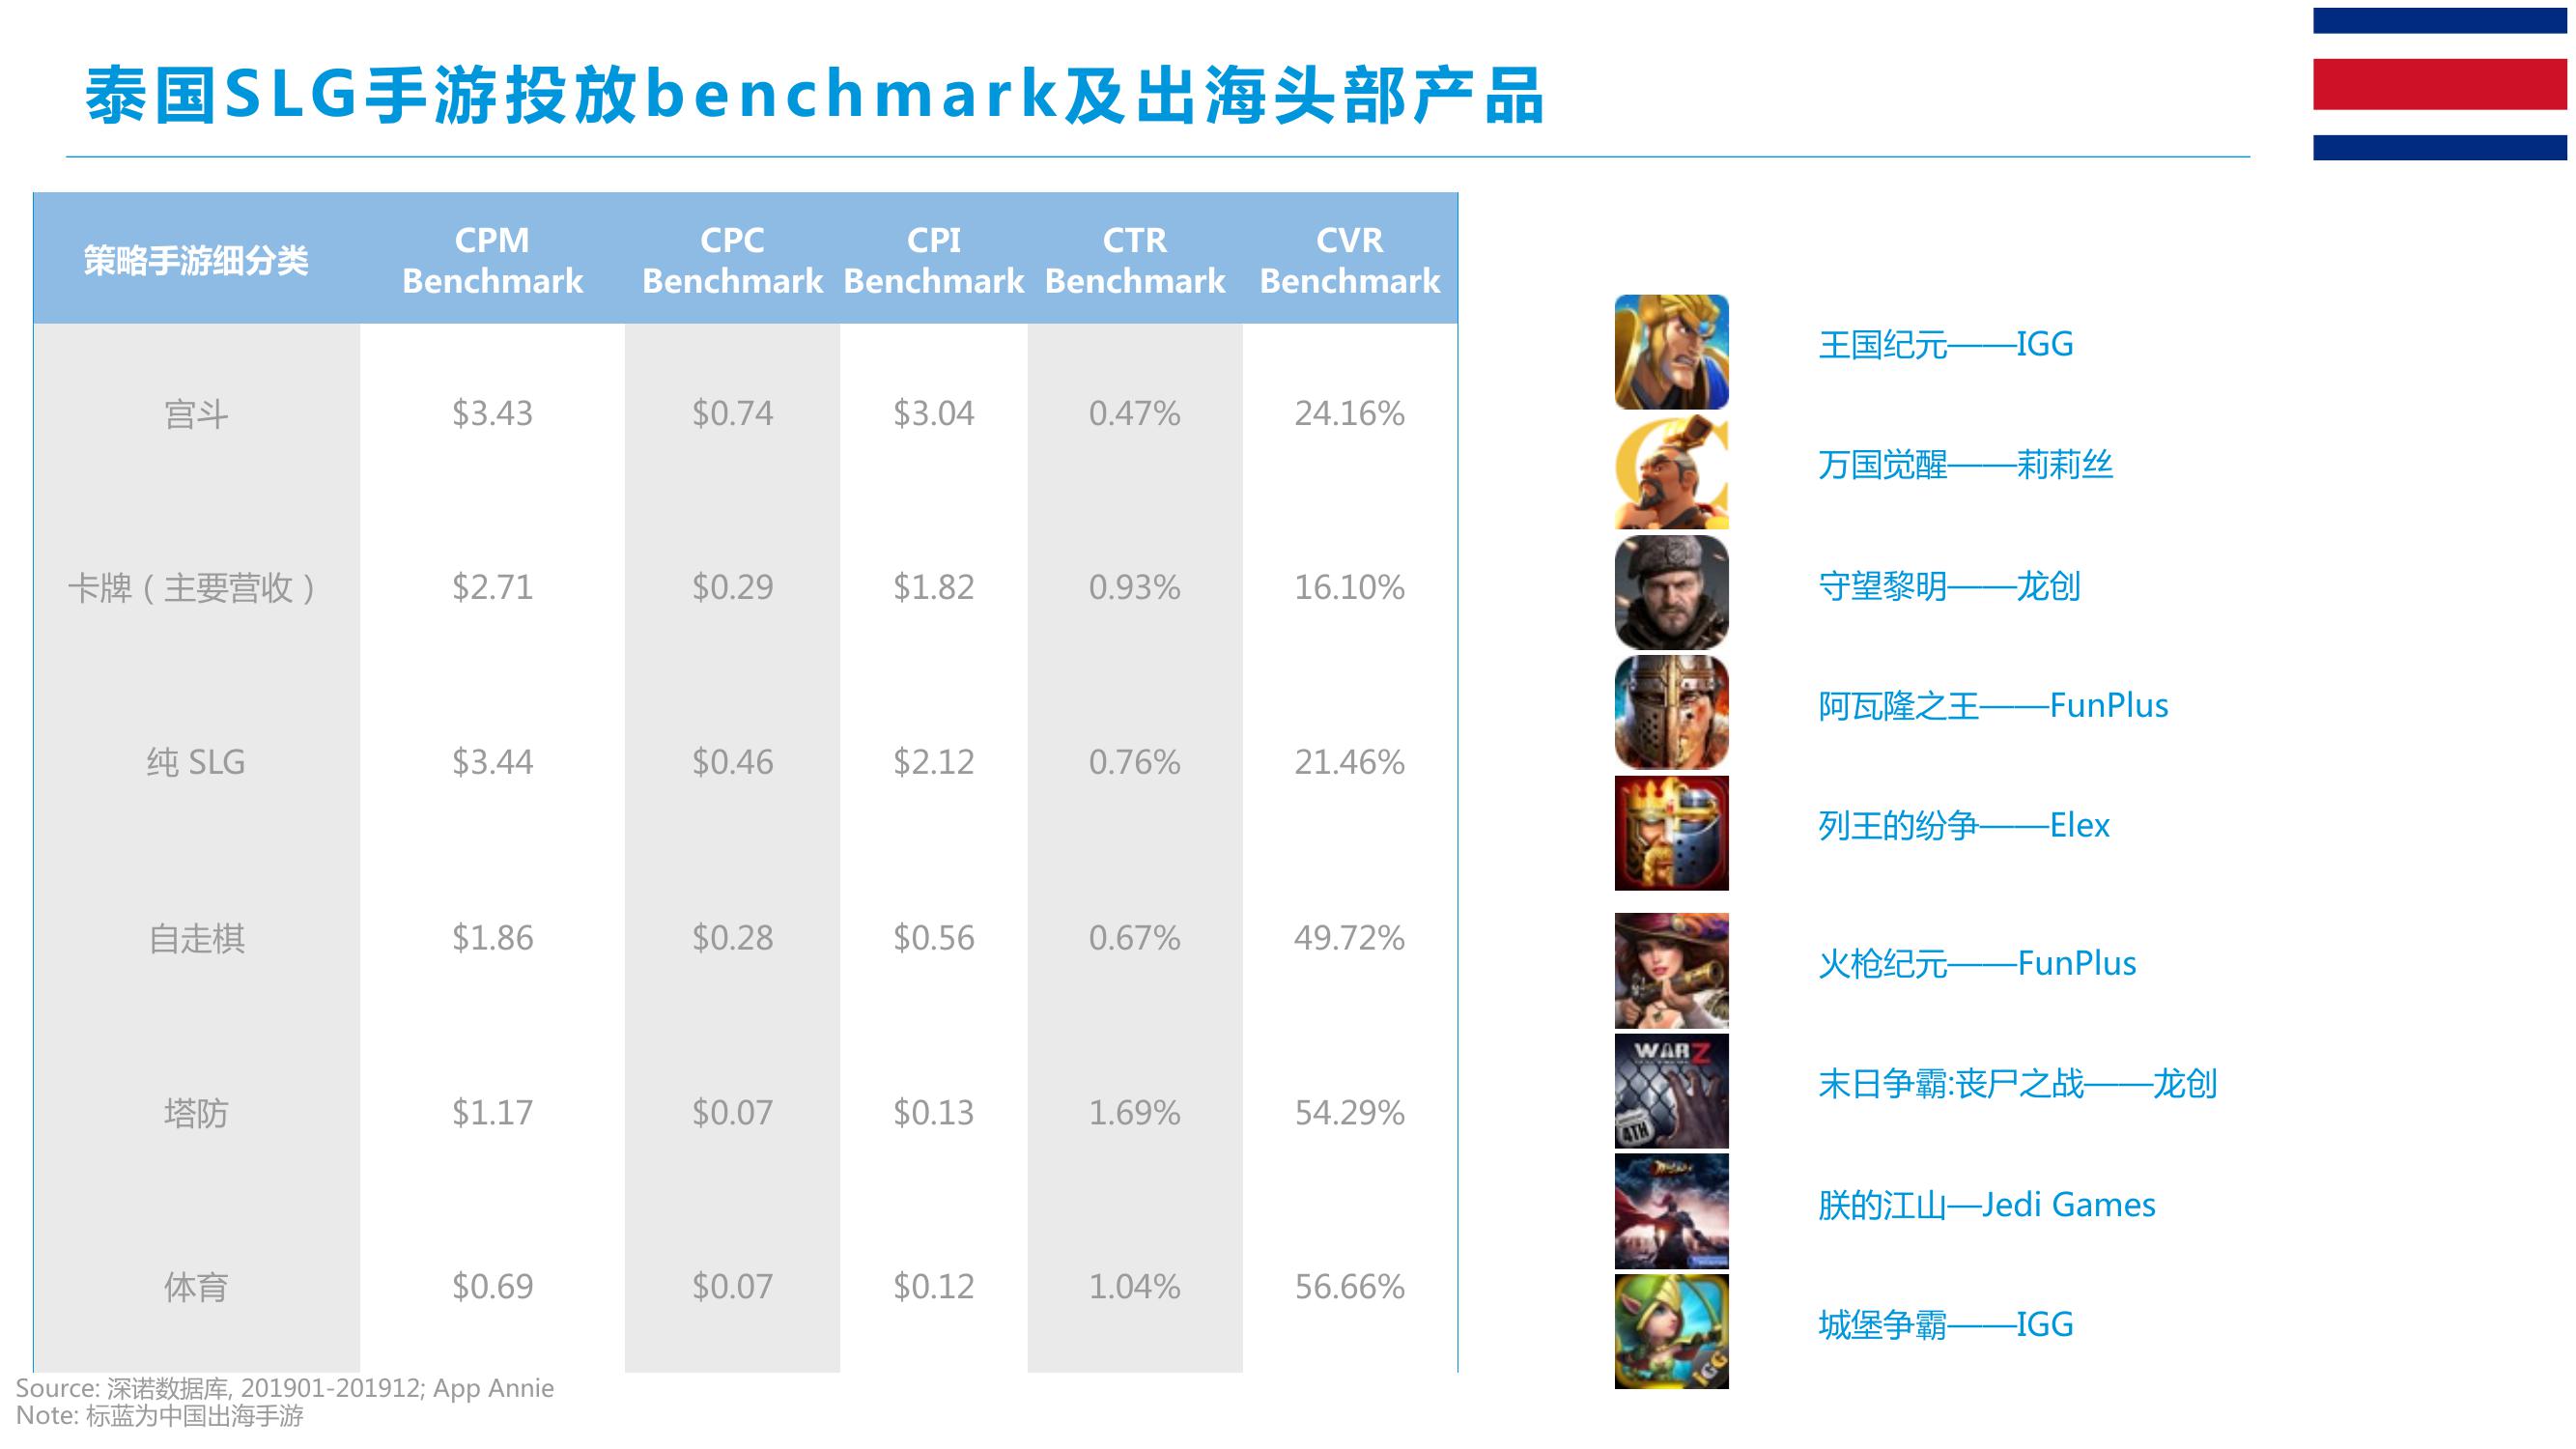 泰国SLG手游投放benchmark及出海头部产品
策略手游细分类 CPM Benchmark CPC Benchmark CPI Benchmark CTR Benchmark CVR Benchmark
宫斗 $3.43 $0.74 $3.04 0.47% 24.16%
卡牌（主要营收） $2.71 $0.29 $1.82 0.93% 16.10%
纯 SLG $3.44 $0.46 $2.12 0.76% 21.46%
自走棋 $1.86 $0.28 $0.56 0.67% 49.72%
塔防 $1.17 $0.07 $0.13 1.69% 54.29%
体育 $0.69 $0.07 $0.12 1.04% 56.66%
王国纪元——IGG
万国觉醒——莉莉丝
守望黎明——龙创
阿瓦隆之王——FunPlus
列王的纷争——Elex
火枪纪元——FunPlus
WARZ
4TH
末日争霸:丧尸之战——龙创
朕的江山—Jedi Games
IGG
城堡争霸——IGG
Source: 深诺数据库, 201901-201912; App Annie
Note: 标蓝为中国出海手游